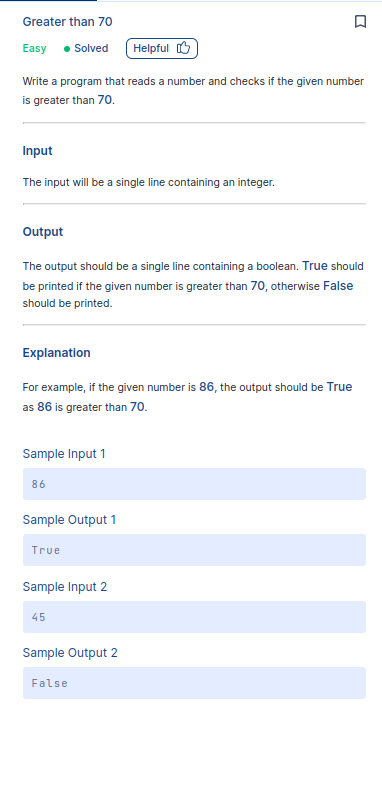 Greater than 70
Easy Solved Helpful
Write a program that reads a number and checks if the given number
is greater than 70.
Input
The input will be a single line containing an integer.
Output
The output should be a single line containing a boolean. True should
be printed if the given number is greater than 70, otherwise False
should be printed.
Explanation
For example, if the given number is 86, the output should be True
as 86 is greater than 70.
Sample Input 1
86
Sample Output 1
True
Sample Input 2
45
Sample Output 2
False